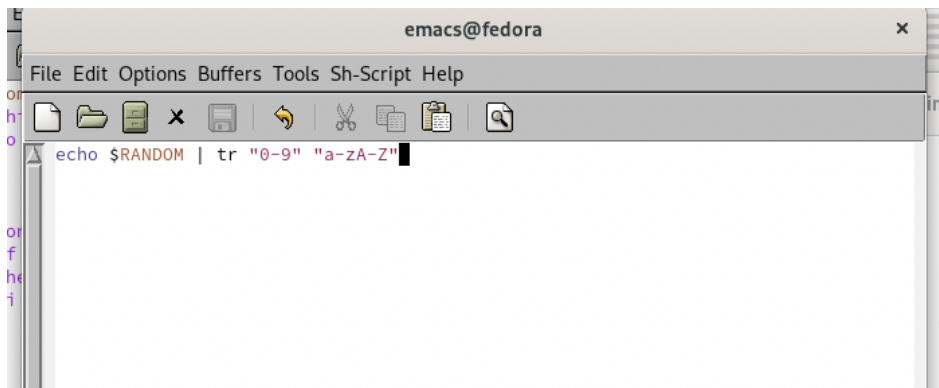 emacs@fedora
File Edit Options Buffers Tools Sh-Script Help
echo $RANDOM | tr "0-9" "a-zA-Z"